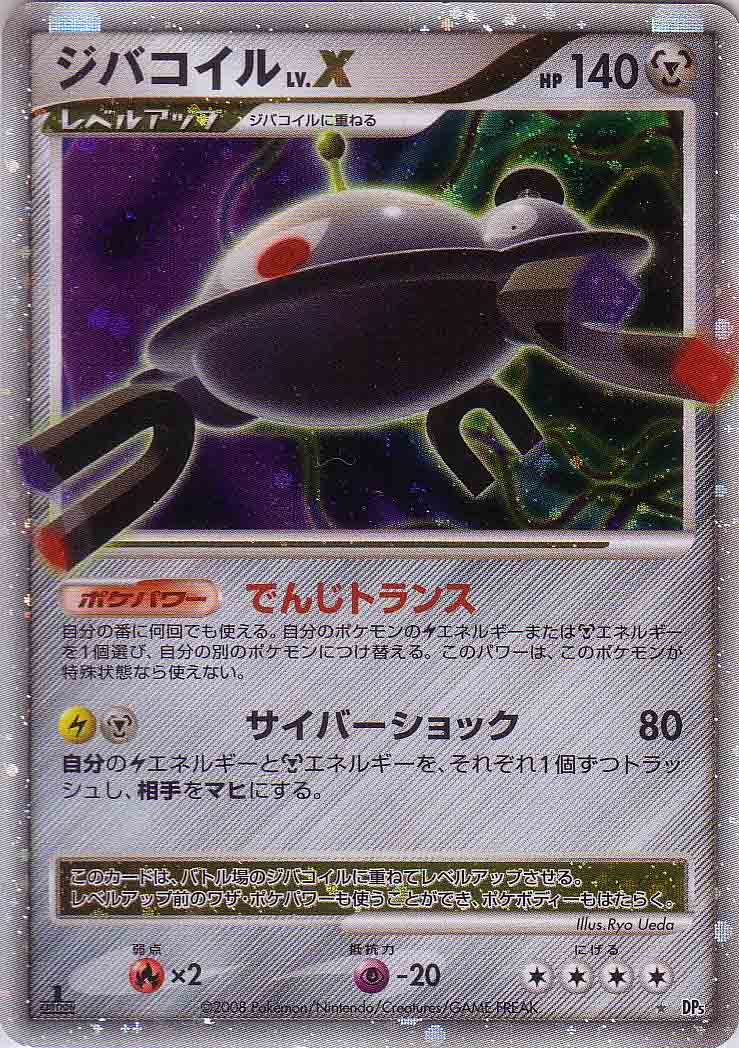 ジバコイル LV.X HP 140
レベルアップ ジバコイルに重ねる
ポケパワー でんじトランス
自分の番に何回でも使える。自分のポケモンのエネルギーまたはエネルギー
を1個選び、自分の別のポケモンにつけ替える。このパワーは、このポケモンが
特殊状態なら使えない。
サイバーショック 80
自分のエネルギーとエネルギーを、それぞれ1個ずつトラッ
シュし、相手をマヒにする。
このカードは、バトル場のジバコイルに重ねてレベルアップさせる。
レベルアップ前のワザ・ポケパワーも使うことができ、ポケボディーもはたらく。
Illus.Ryo Ueda
弱点 抵抗力 にげる
×2 -20
1 EDITION ©2008 Pokémon/Nintendo/Creatures/GAME FREAK. DPs